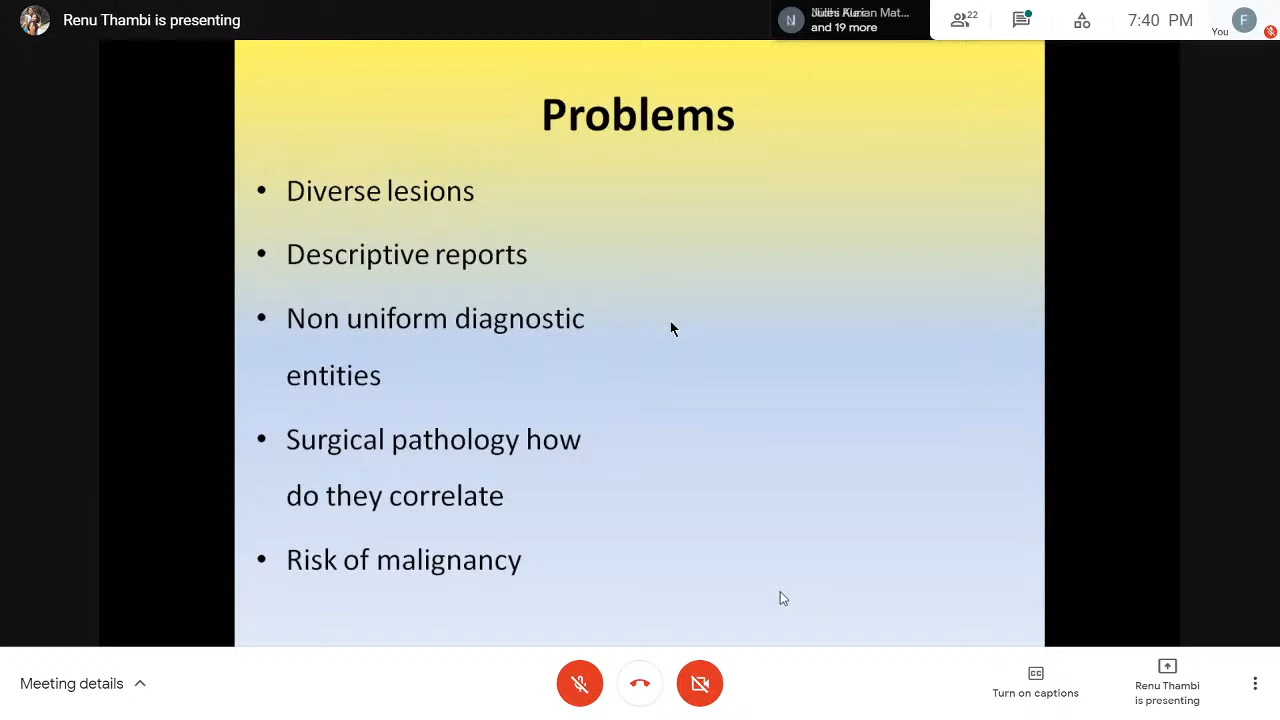 Renu Thambi is presenting
N
and 19 more
22
7:40 PM
You
F
Problems
• Diverse lesions
• Descriptive reports
• Non uniform diagnostic
entities
• Surgical pathology how
do they correlate
• Risk of malignancy
Meeting details
CC
Turn on captions
Renu Thambi
is presenting